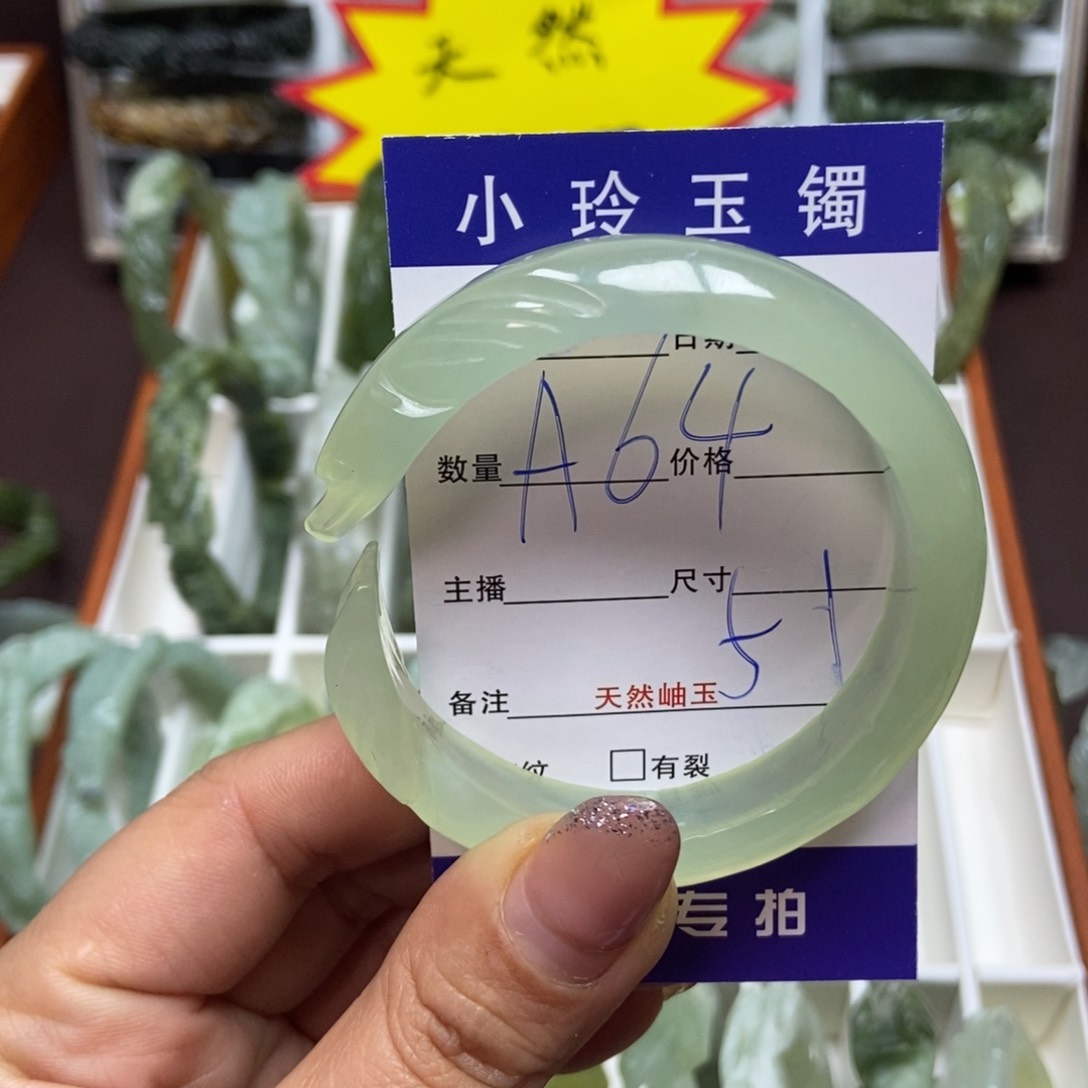 天然
小玲玉镯
日期
数量 A64 价格
主播 尺寸 51
备注 天然岫玉
纹 □有裂
专拍